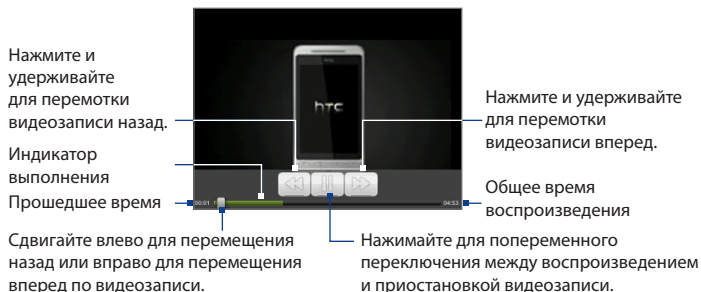 Нажмите и
удерживайте
для перемотки
видеозаписи назад.
Индикатор
выполнения
Прошедшее время
hTC
Нажмите и удерживайте
для перемотки
видеозаписи вперед.
Общее время
воспроизведения
00:01
04:53
Сдвигайте влево для перемещения
назад или вправо для перемещения
вперед по видеозаписи.
Нажимайте для попеременного
переключения между воспроизведением
и приостановкой видеозаписи.